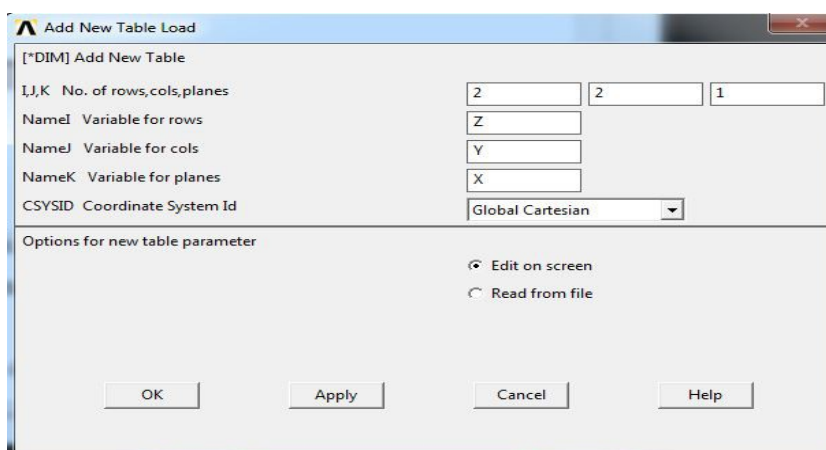 Add New Table Load
[*DIM] Add New Table
I,J,K No. of rows,cols,planes 2 2 1
NameI Variable for rows Z
NameJ Variable for cols Y
NameK Variable for planes X
CSYSID Coordinate System Id Global Cartesian
Options for new table parameter
Edit on screen
Read from file
OK Apply Cancel Help